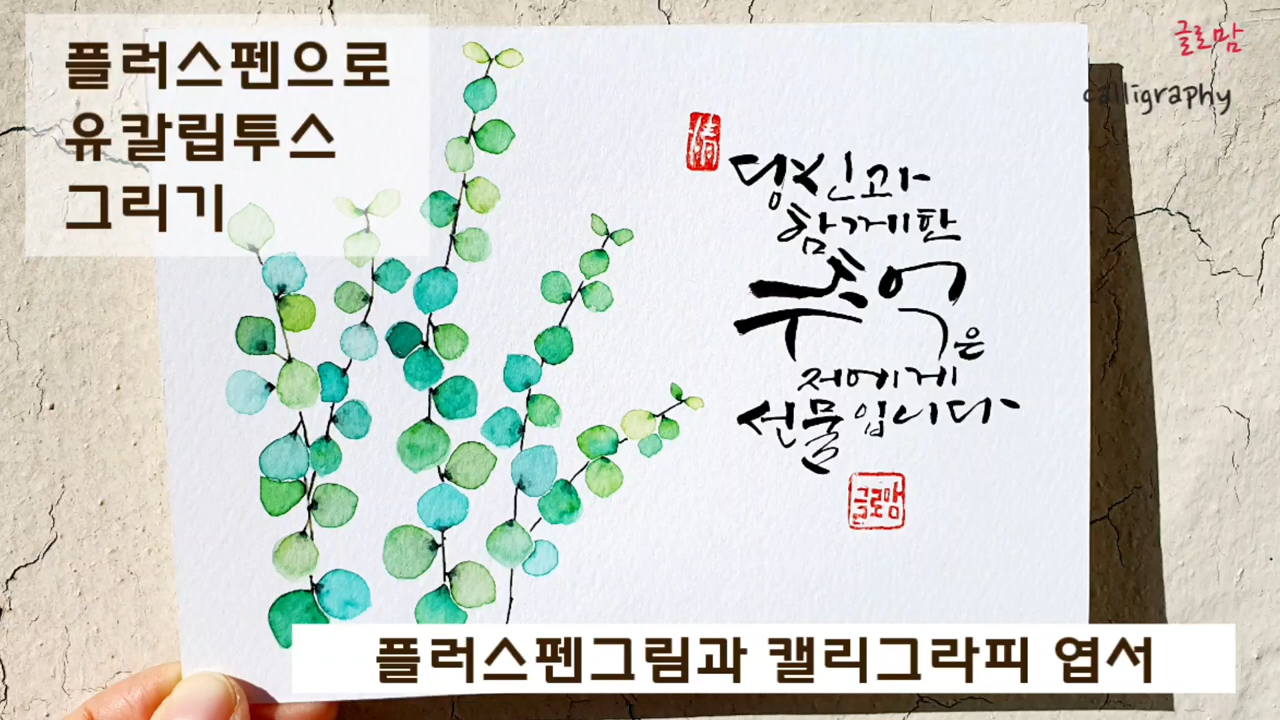 플러스펜으로
유칼립투스
그리기
글로맘
calligraphy
당신과
함께한
추억은
저에게
선물입니다
글로맘
플러스펜그림과 캘리그라피 엽서